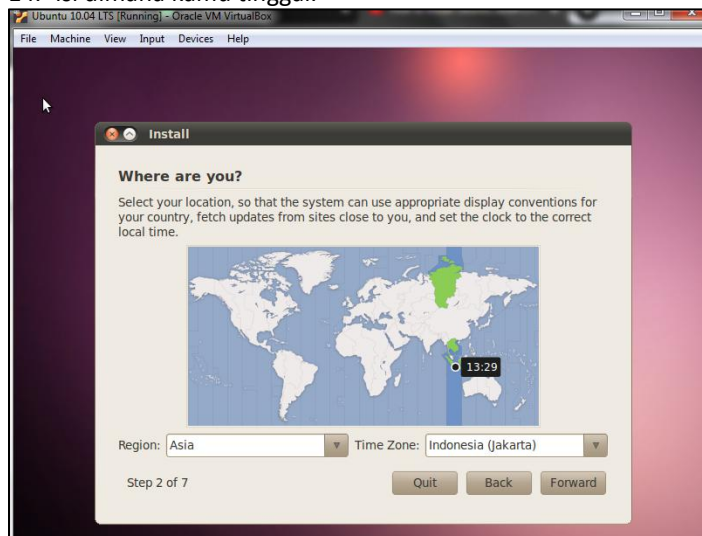 Ubuntu 10.04 LTS [Running] - Oracle VM VirtualBox
File Machine View Input Devices Help
Install
Where are you?
Select your location, so that the system can use appropriate display conventions for
your country, fetch updates from sites close to you, and set the clock to the correct
local time.
13:29
Region: Asia Time Zone: Indonesia (Jakarta)
Step 2 of 7 Quit Back Forward